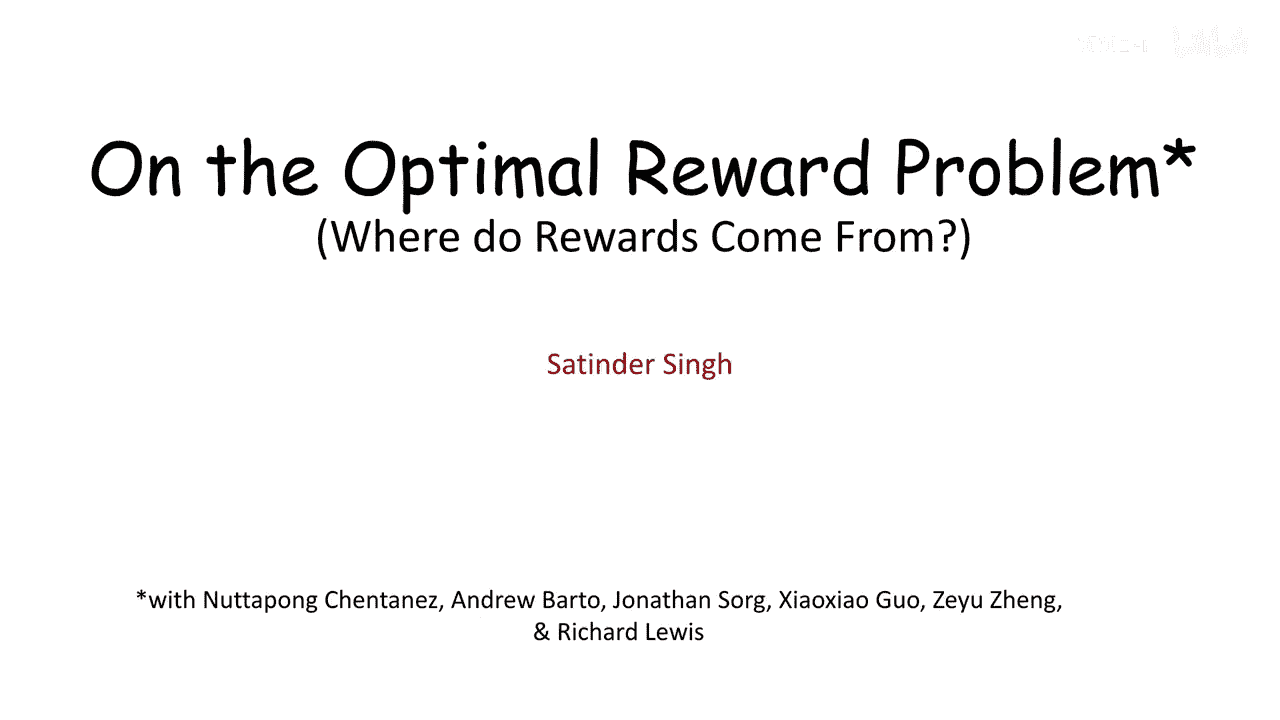 On the Optimal Reward Problem*
(Where do Rewards Come From?)
Satinder Singh
*with Nuttapong Chentanez, Andrew Barto, Jonathan Sorg, Xiaoxiao Guo, Zeyu Zheng,
& Richard Lewis